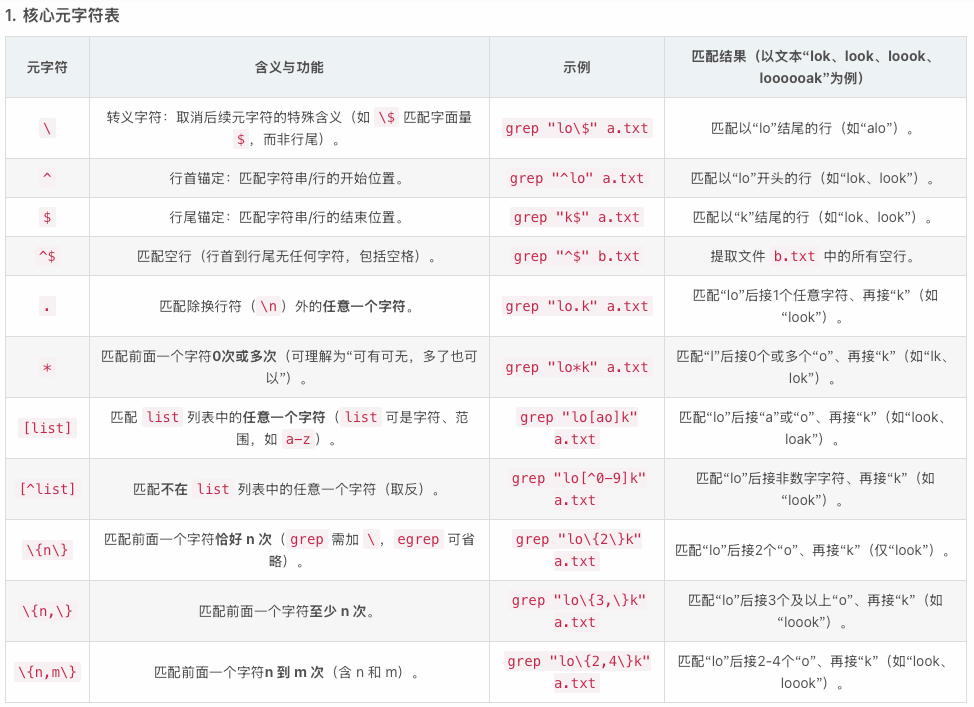 1. 核心元字符表
元字符
含义与功能
示例
匹配结果（以文本“lok、look、loook、
loooooak”为例）
\
转义字符：取消后续元字符的特殊含义（如 \$ 匹配字面量
$，而非行尾）。
grep "lo\$" a.txt
匹配以“lo”结尾的行（如“alo”）。
^
行首锚定：匹配字符串/行的开始位置。
grep "^lo" a.txt
匹配以“lo”开头的行（如“lok、look”）。
$
行尾锚定：匹配字符串/行的结束位置。
grep "k$" a.txt
匹配以“k”结尾的行（如“lok、look”）。
^$
匹配空行（行首到行尾无任何字符，包括空格）。
grep "^$" b.txt
提取文件 b.txt 中的所有空行。
.
匹配除换行符（\n）外的任意一个字符。
grep "lo.k" a.txt
匹配“lo”后接1个任意字符、再接“k”（如
“look”）。
*
匹配前面一个字符0次或多次（可理解为“可有可无，多了也可
以”）。
grep "lo*k" a.txt
匹配“l”后接0个或多个“o”、再接“k”（如“lk、
lok”）。
[list]
匹配 list 列表中的任意一个字符（list 可是字符、范
围，如 a-z）。
grep "lo[ao]k"
a.txt
匹配“lo”后接“a”或“o”、再接“k”（如“look、
loak”）。
[^list]
匹配不在 list 列表中的任意一个字符（取反）。
grep "lo[^0-9]k"
a.txt
匹配“lo”后接非数字字符、再接“k”（如
“look”）。
\{n\}
匹配前面一个字符恰好 n 次（grep 需加 \，egrep 可省
略）。
grep "lo\{2\}k"
a.txt
匹配“lo”后接2个“o”、再接“k”（仅“look”）。
\{n,\}
匹配前面一个字符至少 n 次。
grep "lo\{3,\}k"
a.txt
匹配“lo”后接3个及以上“o”、再接“k”（如
“loook”）。
\{n,m\}
匹配前面一个字符n 到 m 次（含 n 和 m）。
grep "lo\{2,4\}k"
a.txt
匹配“lo”后接2-4个“o”、再接“k”（如“look、
loook”）。